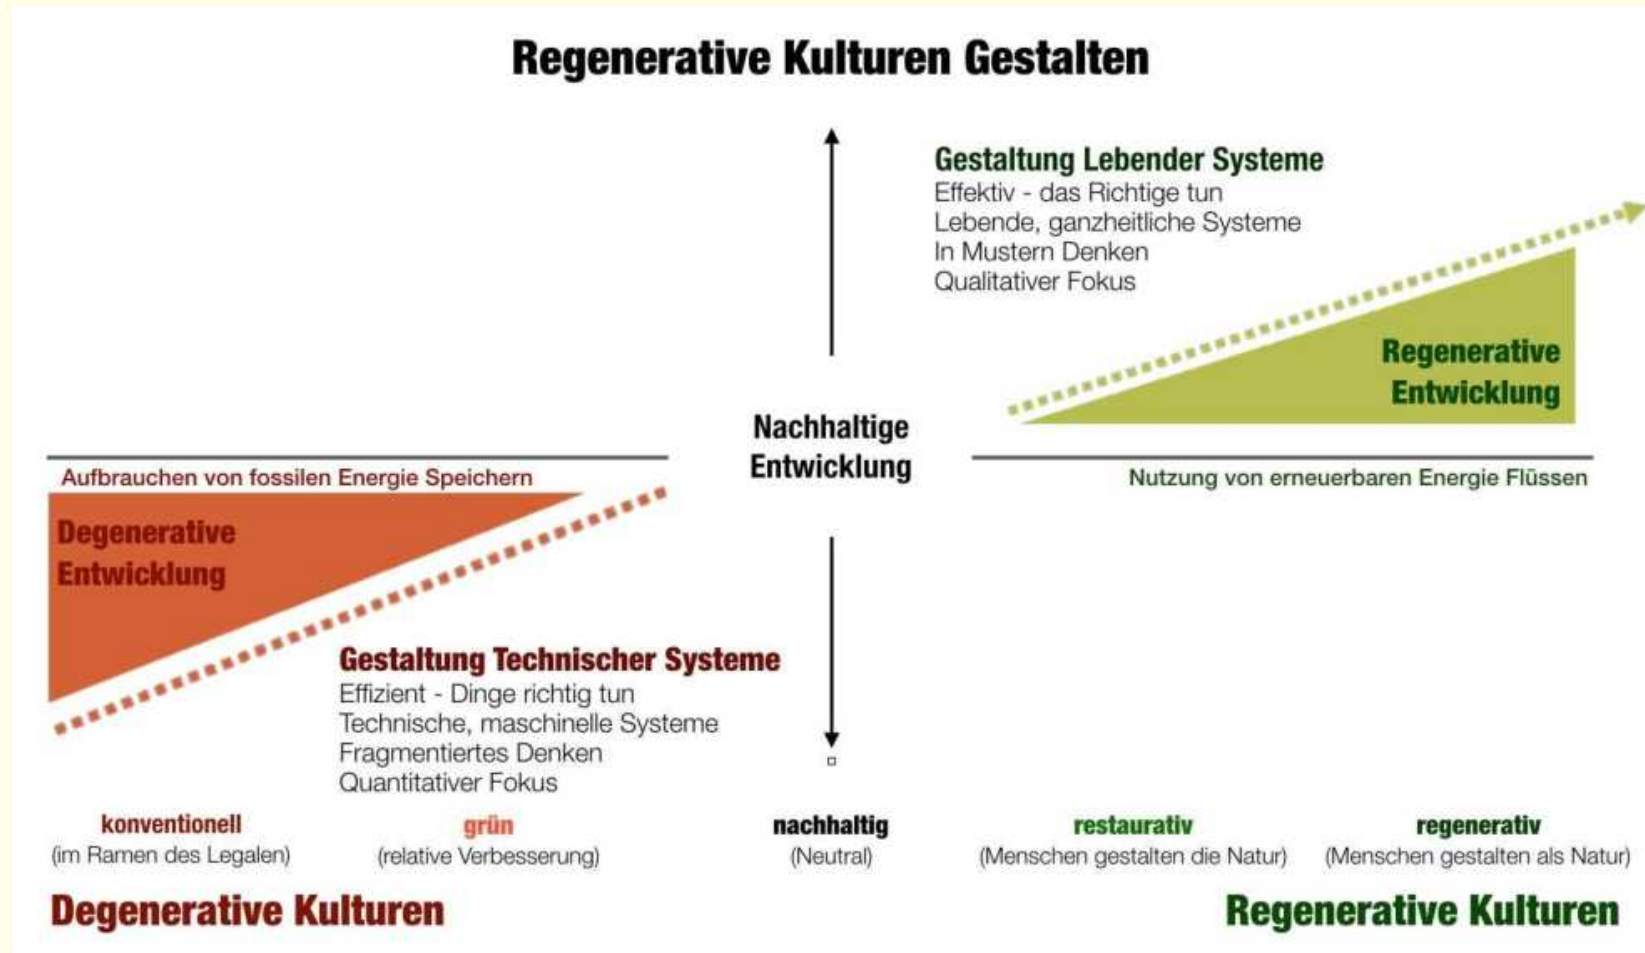 Regenerative Kulturen Gestalten
Gestaltung Lebender Systeme
Effektiv - das Richtige tun
Lebende, ganzheitliche Systeme
In Mustern Denken
Qualitativer Fokus
Regenerative
Entwicklung
Nachhaltige
Entwicklung
Aufbrauchen von fossilen Energie Speichern
Nutzung von erneuerbaren Energie Flüssen
Degenerative
Entwicklung
Gestaltung Technischer Systeme
Effizient - Dinge richtig tun
Technische, maschinelle Systeme
Fragmentiertes Denken
Quantitativer Fokus
konventionell
(im Ramen des Legalen)
grün
(relative Verbesserung)
nachhaltig
(Neutral)
restaurativ
(Menschen gestalten die Natur)
regenerativ
(Menschen gestalten als Natur)
Degenerative Kulturen
Regenerative Kulturen